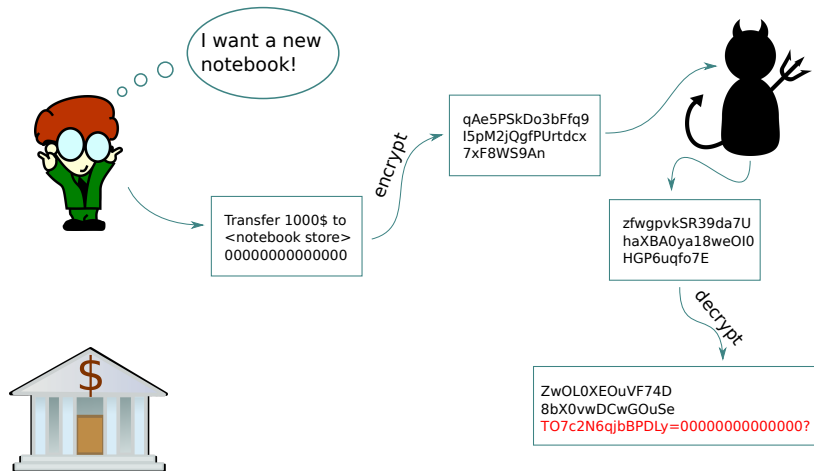 I want a new
notebook!
Transfer 1000$ to
<notebook store>
00000000000000
encrypt
qAe5PSkDo3bFfq9
I5pM2jQgfPUrtdcx
7xF8WS9An
zfwgpvkSR39da7U
haXBA0ya18weOI0
HGP6uqfo7E
decrypt
ZwOL0XEOuVF74D
8bX0vwDCwGOuSe
TO7c2N6qjbBPDLy=00000000000000?
$